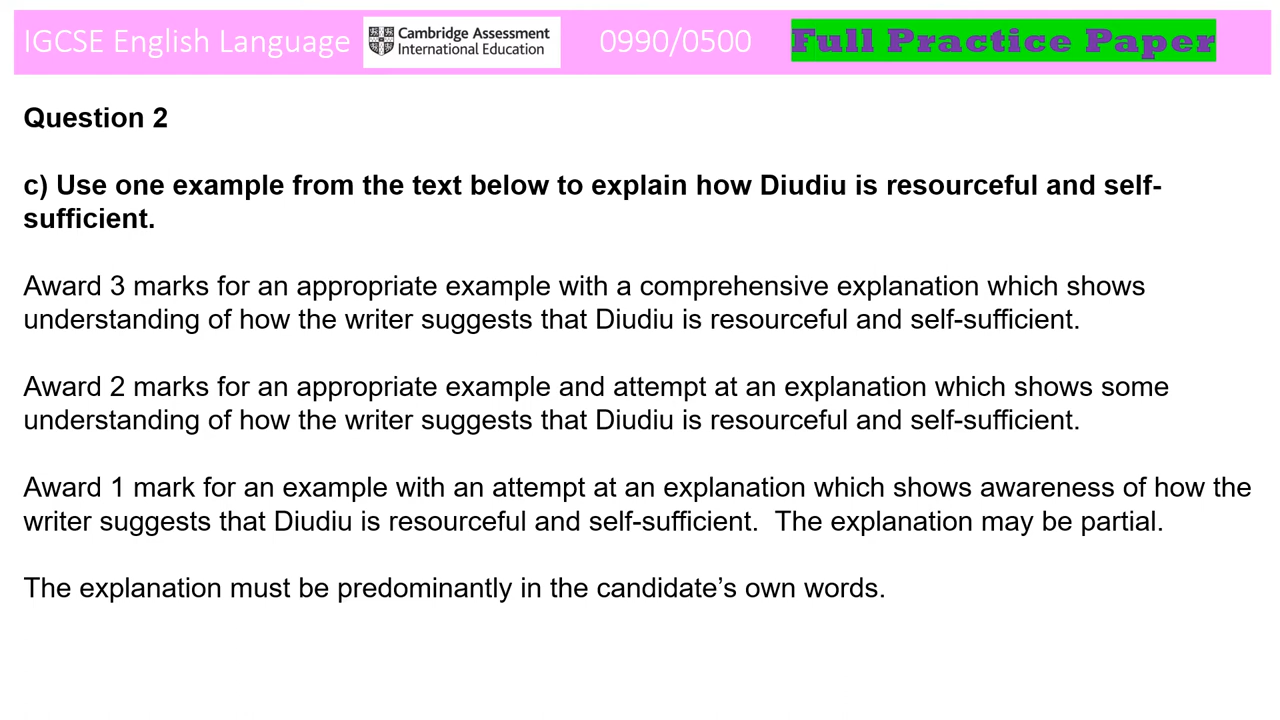 IGCSE English Language Cambridge Assessment International Education 0990/0500 Full Practice Paper
Question 2
c) Use one example from the text below to explain how Diudiu is resourceful and self-
sufficient.
Award 3 marks for an appropriate example with a comprehensive explanation which shows
understanding of how the writer suggests that Diudiu is resourceful and self-sufficient.
Award 2 marks for an appropriate example and attempt at an explanation which shows some
understanding of how the writer suggests that Diudiu is resourceful and self-sufficient.
Award 1 mark for an example with an attempt at an explanation which shows awareness of how the
writer suggests that Diudiu is resourceful and self-sufficient.  The explanation may be partial.
The explanation must be predominantly in the candidate’s own words.